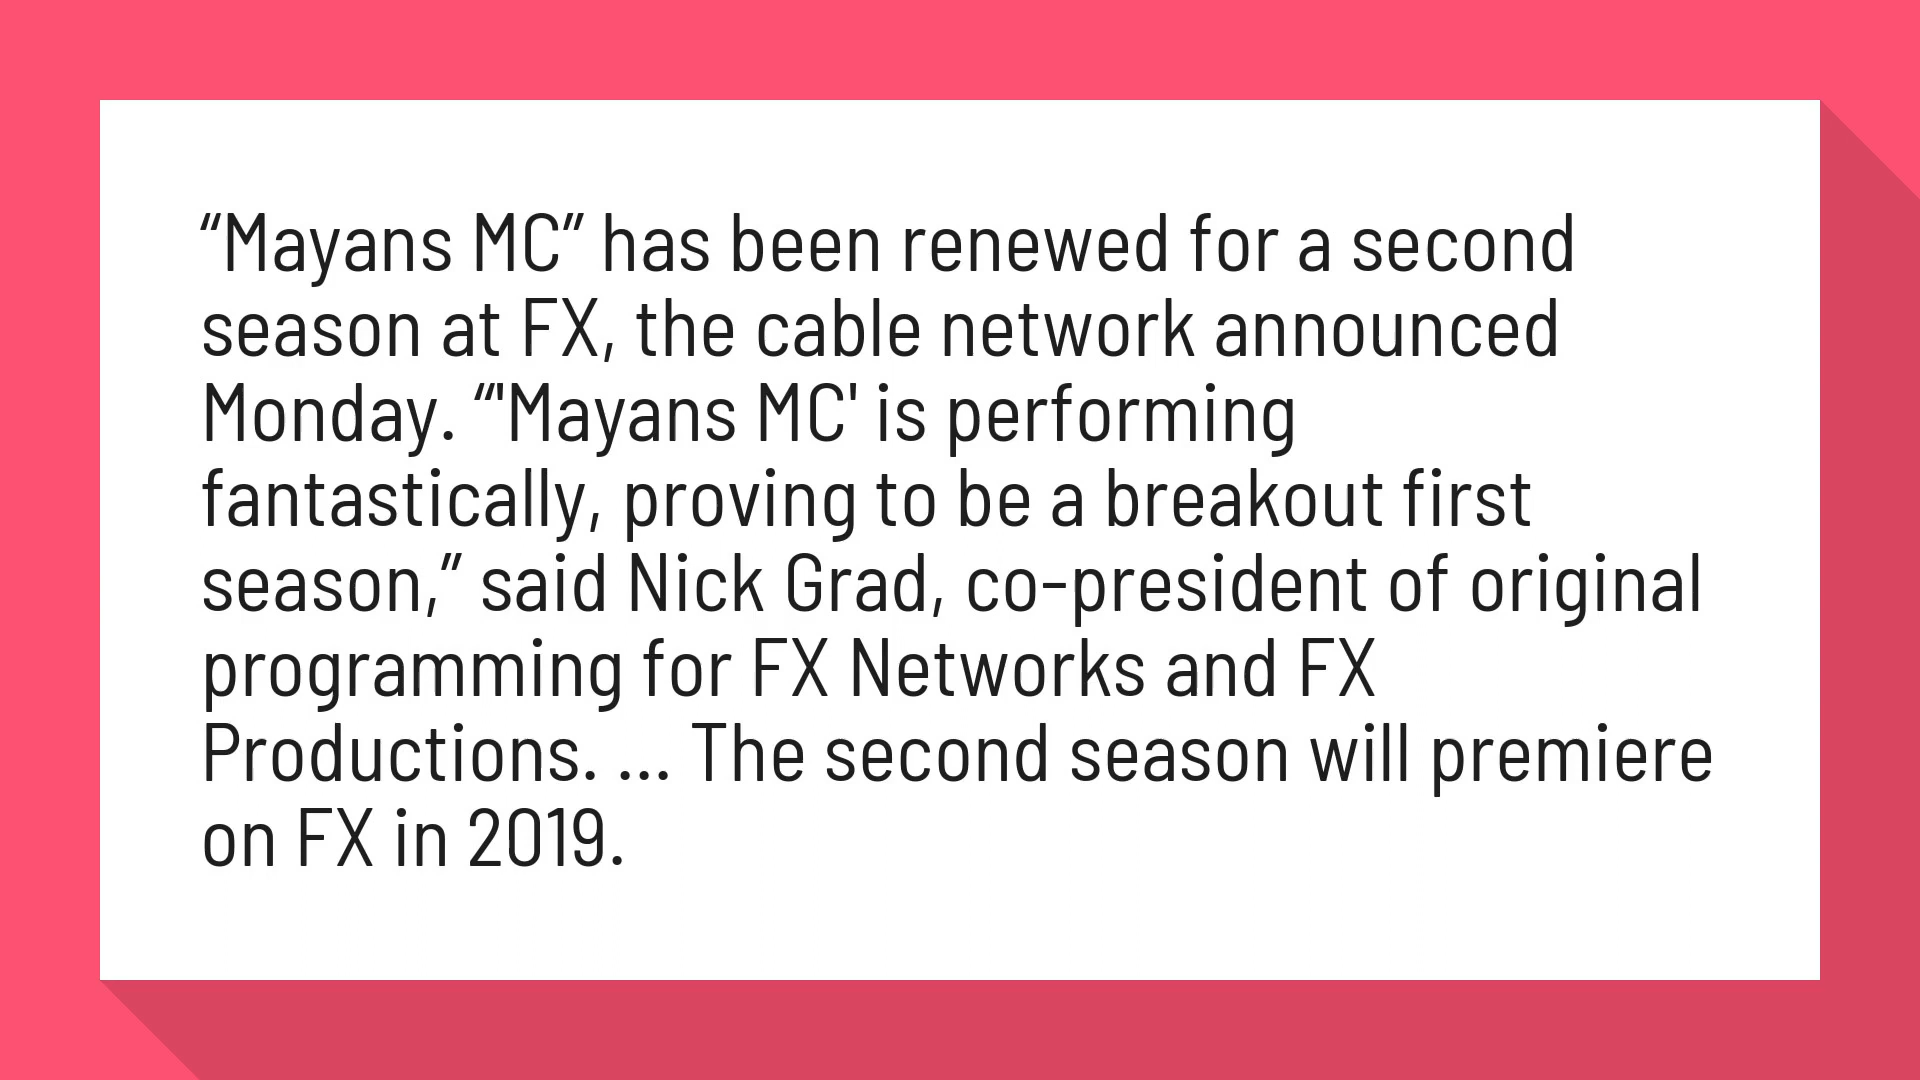 “Mayans MC” has been renewed for a second
season at FX, the cable network announced
Monday. “'Mayans MC' is performing
fantastically, proving to be a breakout first
season,” said Nick Grad, co-president of original
programming for FX Networks and FX
Productions. ... The second season will premiere
on FX in 2019.